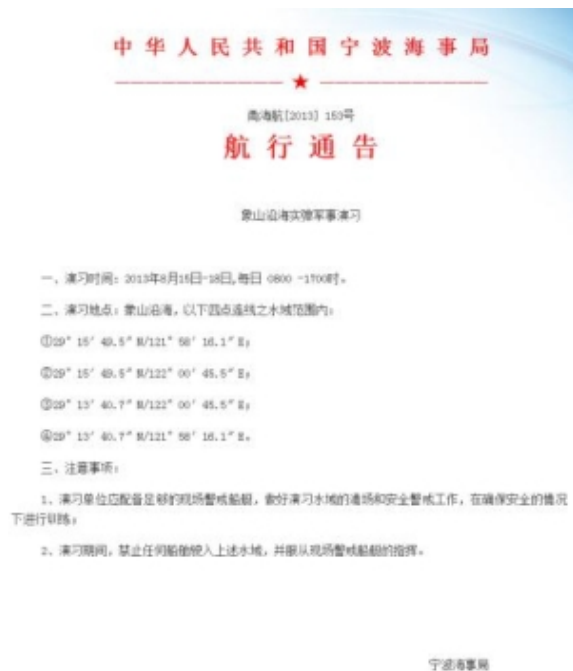 中华人民共和国宁波海事局
甬海航[2013] 153号
航行通告
象山沿海实弹军事演习
一、演习时间：2013年8月15日-18日,每日 0800 -1700时。
二、演习地点：象山沿海，以下四点连线之水域范围内：
①29° 15′ 49.5″ N/121° 58′ 16.1″ E；
②29° 15′ 49.5″ N/122° 00′ 45.5″ E；
③29° 13′ 40.7″ N/122° 00′ 45.5″ E；
④29° 13′ 40.7″ N/121° 58′ 16.1″ E。
三、注意事项：
1、演习单位应配备足够的现场警戒船艇，做好演习水域的清场和安全警戒工作，在确保安全的情况
下进行训练；
2、演习期间，禁止任何船舶驶入上述水域，并服从现场警戒船艇的指挥。
宁波海事局